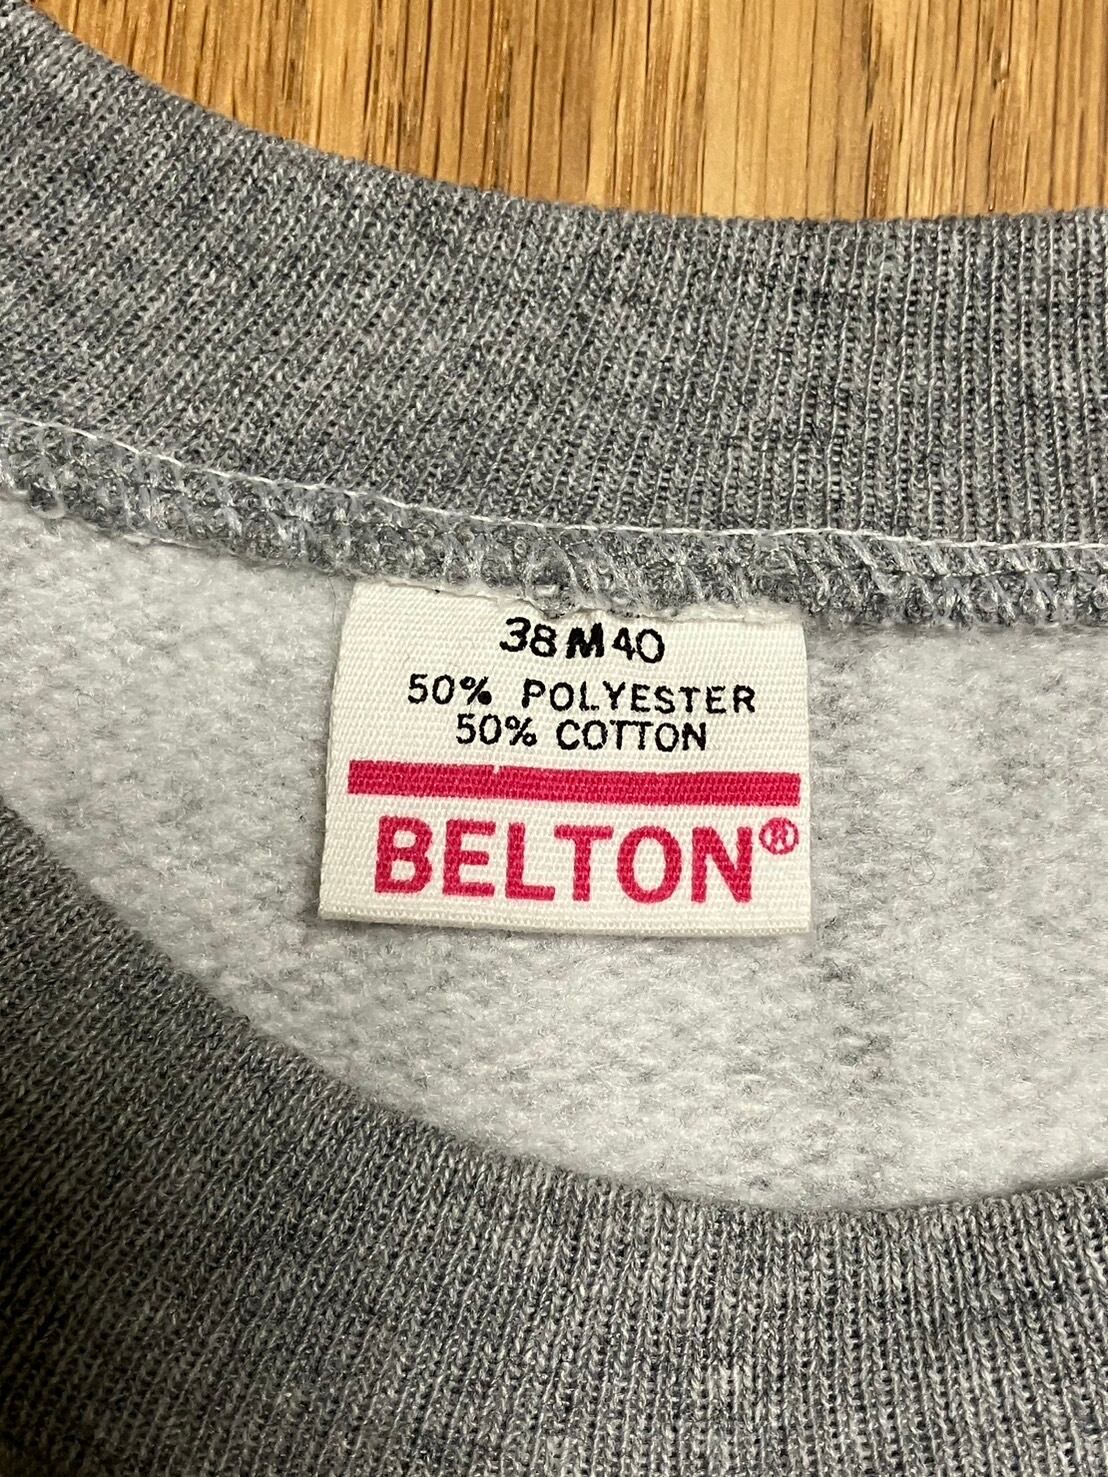 38 M 40
50% POLYESTER
50% COTTON
BELTON®